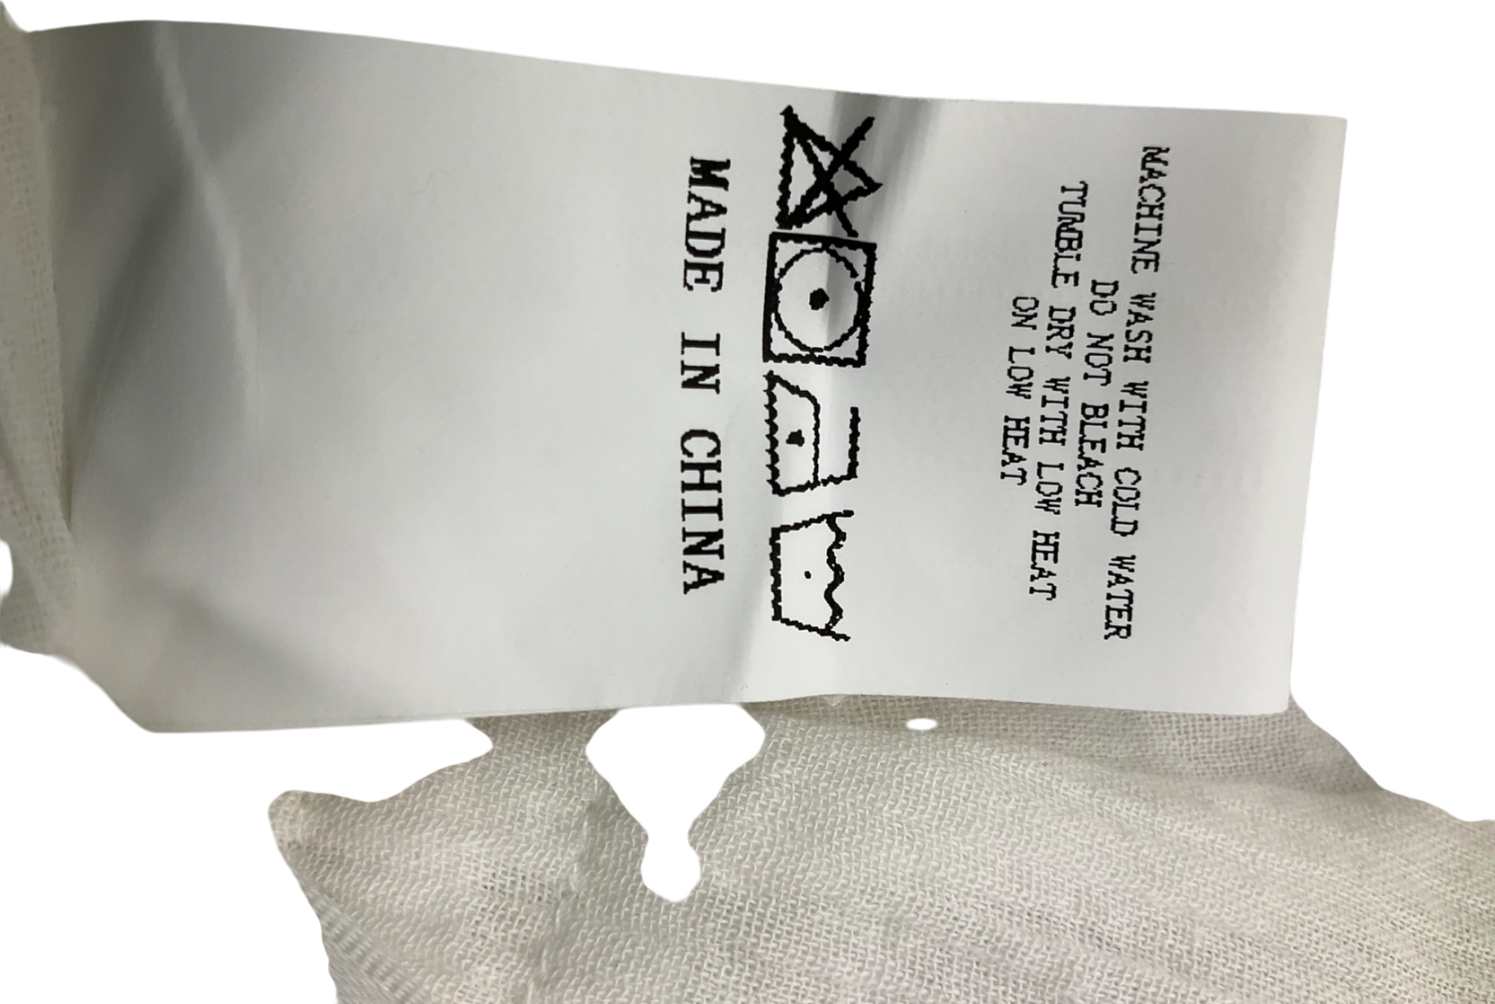 MACHINE WASH WITH COLD WATER
DO NOT BLEACH
TUMBLE DRY WITH LOW HEAT
ON LOW HEAT
MADE IN CHINA